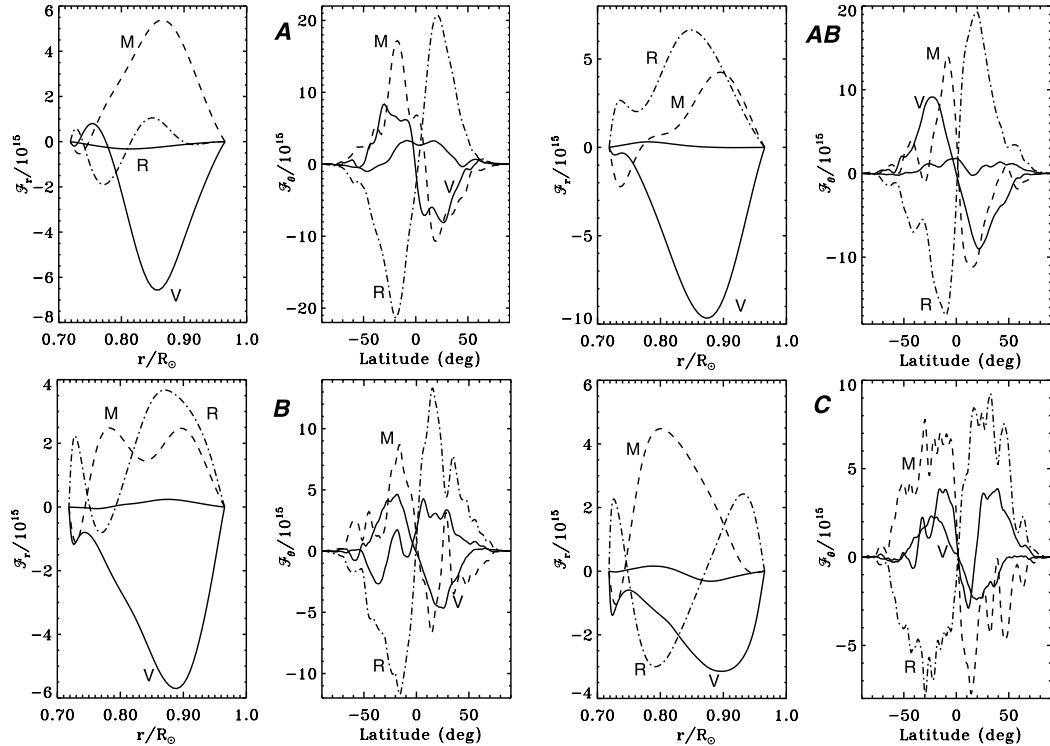 A
6
4
2
0
−2
−4
−6
−8
M
R
V
ℱr/10¹⁵
0.70 0.80 0.90 1.0
r/R⊙
20
10
0
−10
−20
M
V
R
ℱθ/10¹⁵
−50 0 50
Latitude (deg)
AB
5
0
−5
−10
R
M
V
ℱr/10¹⁵
0.70 0.80 0.90 1.0
r/R⊙
20
10
0
−10
M
V
R
ℱθ/10¹⁵
−50 0 50
Latitude (deg)
B
4
2
0
−2
−4
−6
M
R
V
ℱr/10¹⁵
0.70 0.80 0.90 1.0
r/R⊙
10
5
0
−5
−10
M
V
R
ℱθ/10¹⁵
−50 0 50
Latitude (deg)
C
6
4
2
0
−2
4
M
R
V
ℱr/10¹⁵
0.70 0.80 0.90 1.0
r/R⊙
10
5
0
−5
M
V
R
ℱθ/10¹⁵
−50 0 50
Latitude (deg)